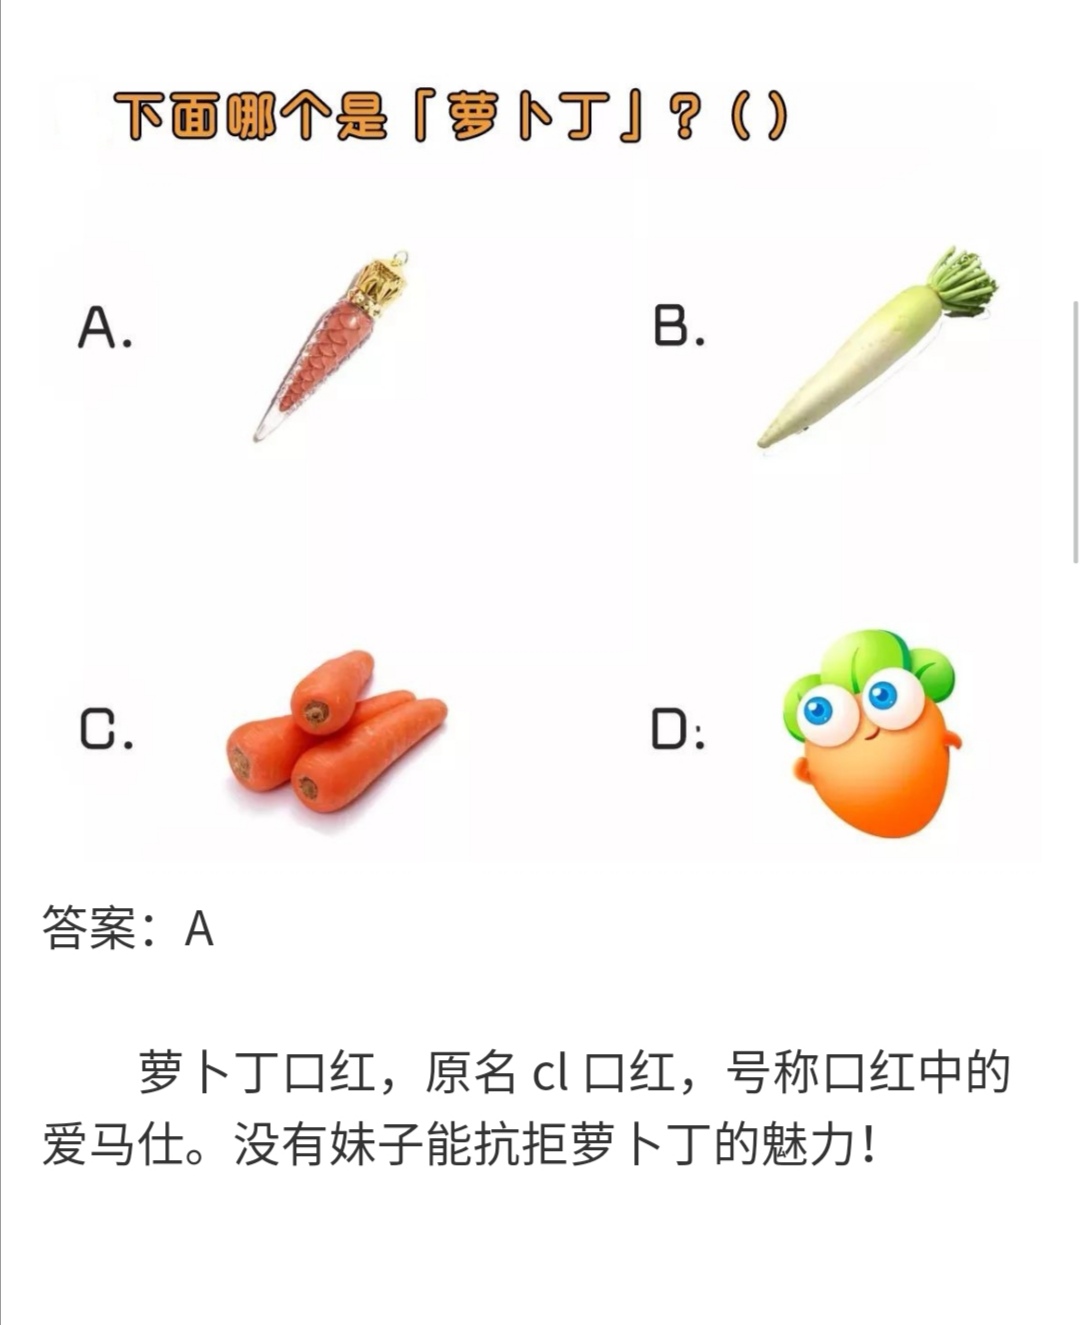 下面哪个是「萝卜丁」?()
A.
B.
C.
D:
答案：A
萝卜丁口红，原名 cl 口红，号称口红中的
爱马仕。没有妹子能抗拒萝卜丁的魅力！